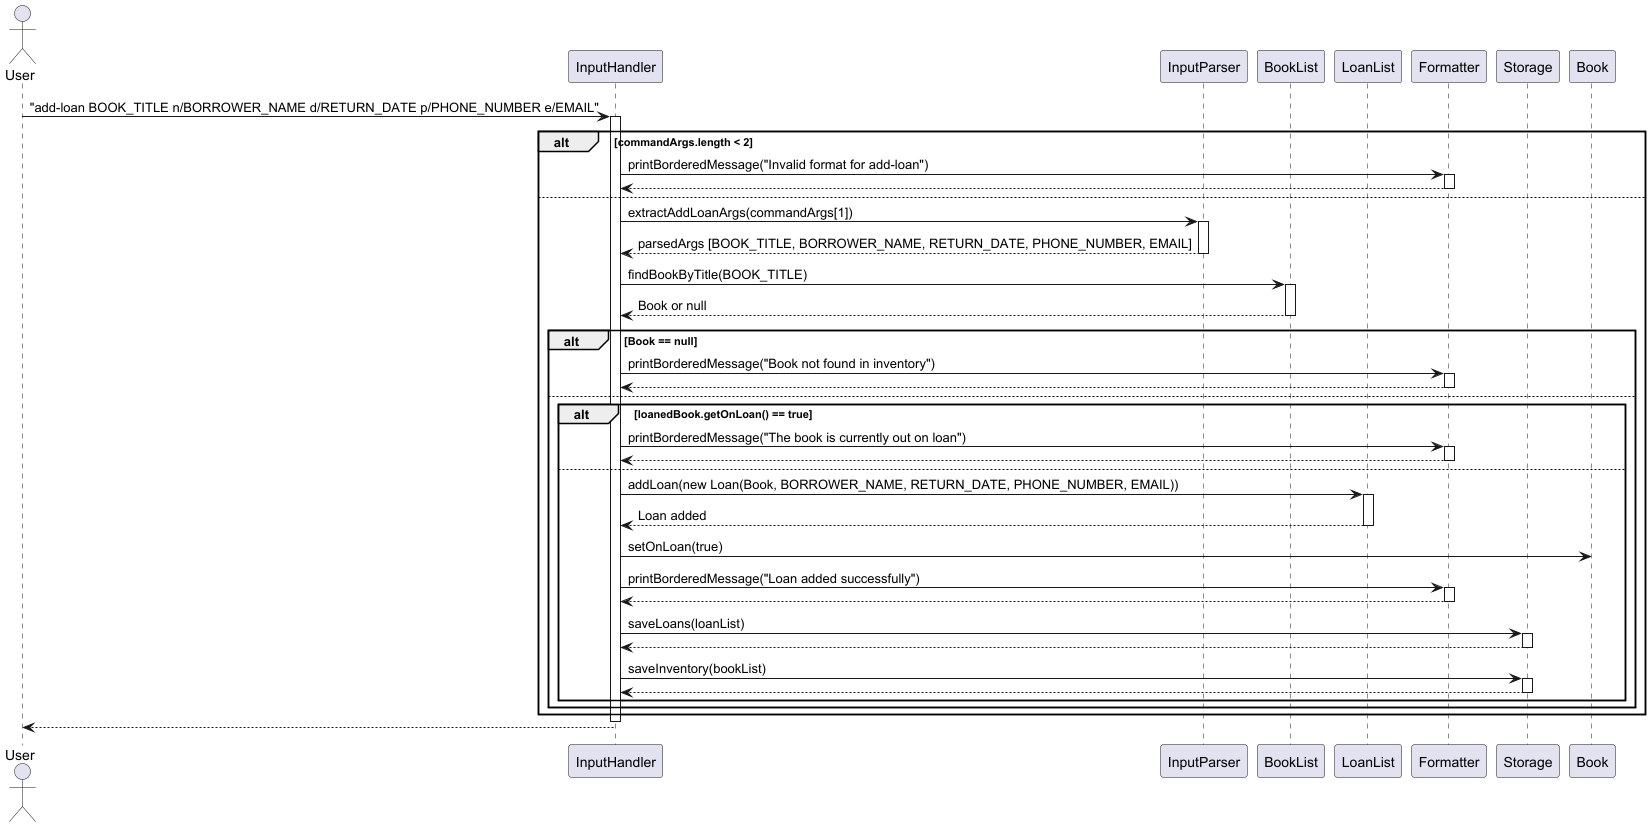 User
InputHandler
InputParser
BookList
LoanList
Formatter
Storage
Book
"add-loan BOOK_TITLE n/BORROWER_NAME d/RETURN_DATE p/PHONE_NUMBER e/EMAIL"
alt
[commandArgs.length < 2]
printBorderedMessage("Invalid format for add-loan")
extractAddLoanArgs(commandArgs[1])
parsedArgs [BOOK_TITLE, BORROWER_NAME, RETURN_DATE, PHONE_NUMBER, EMAIL]
findBookByTitle(BOOK_TITLE)
Book or null
alt
[Book == null]
printBorderedMessage("Book not found in inventory")
alt
[loanedBook.getOnLoan() == true]
printBorderedMessage("The book is currently out on loan")
addLoan(new Loan(Book, BORROWER_NAME, RETURN_DATE, PHONE_NUMBER, EMAIL))
Loan added
setOnLoan(true)
printBorderedMessage("Loan added successfully")
saveLoans(loanList)
saveInventory(bookList)
User
InputHandler
InputParser
BookList
LoanList
Formatter
Storage
Book